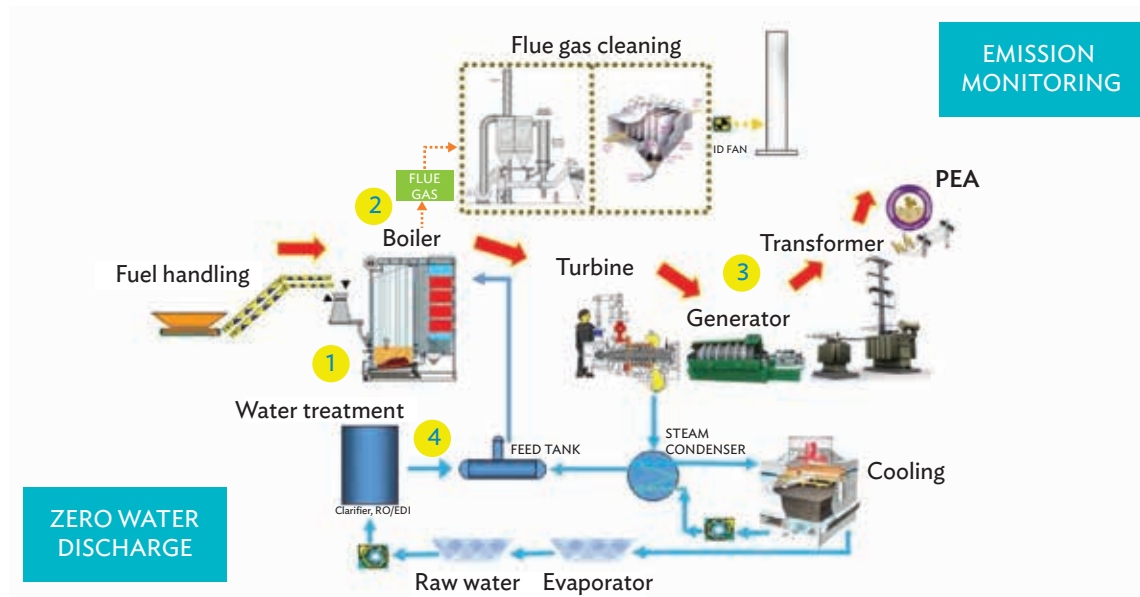 Flue gas cleaning
EMISSION
MONITORING
ID FAN
FLUE
GAS
PEA
2
Boiler
Transformer
Fuel handling
Turbine
3
Generator
1
Water treatment
4
FEED TANK
STEAM
CONDENSER
Cooling
Clarifier, RO/EDI
ZERO WATER
DISCHARGE
Raw water
Evaporator